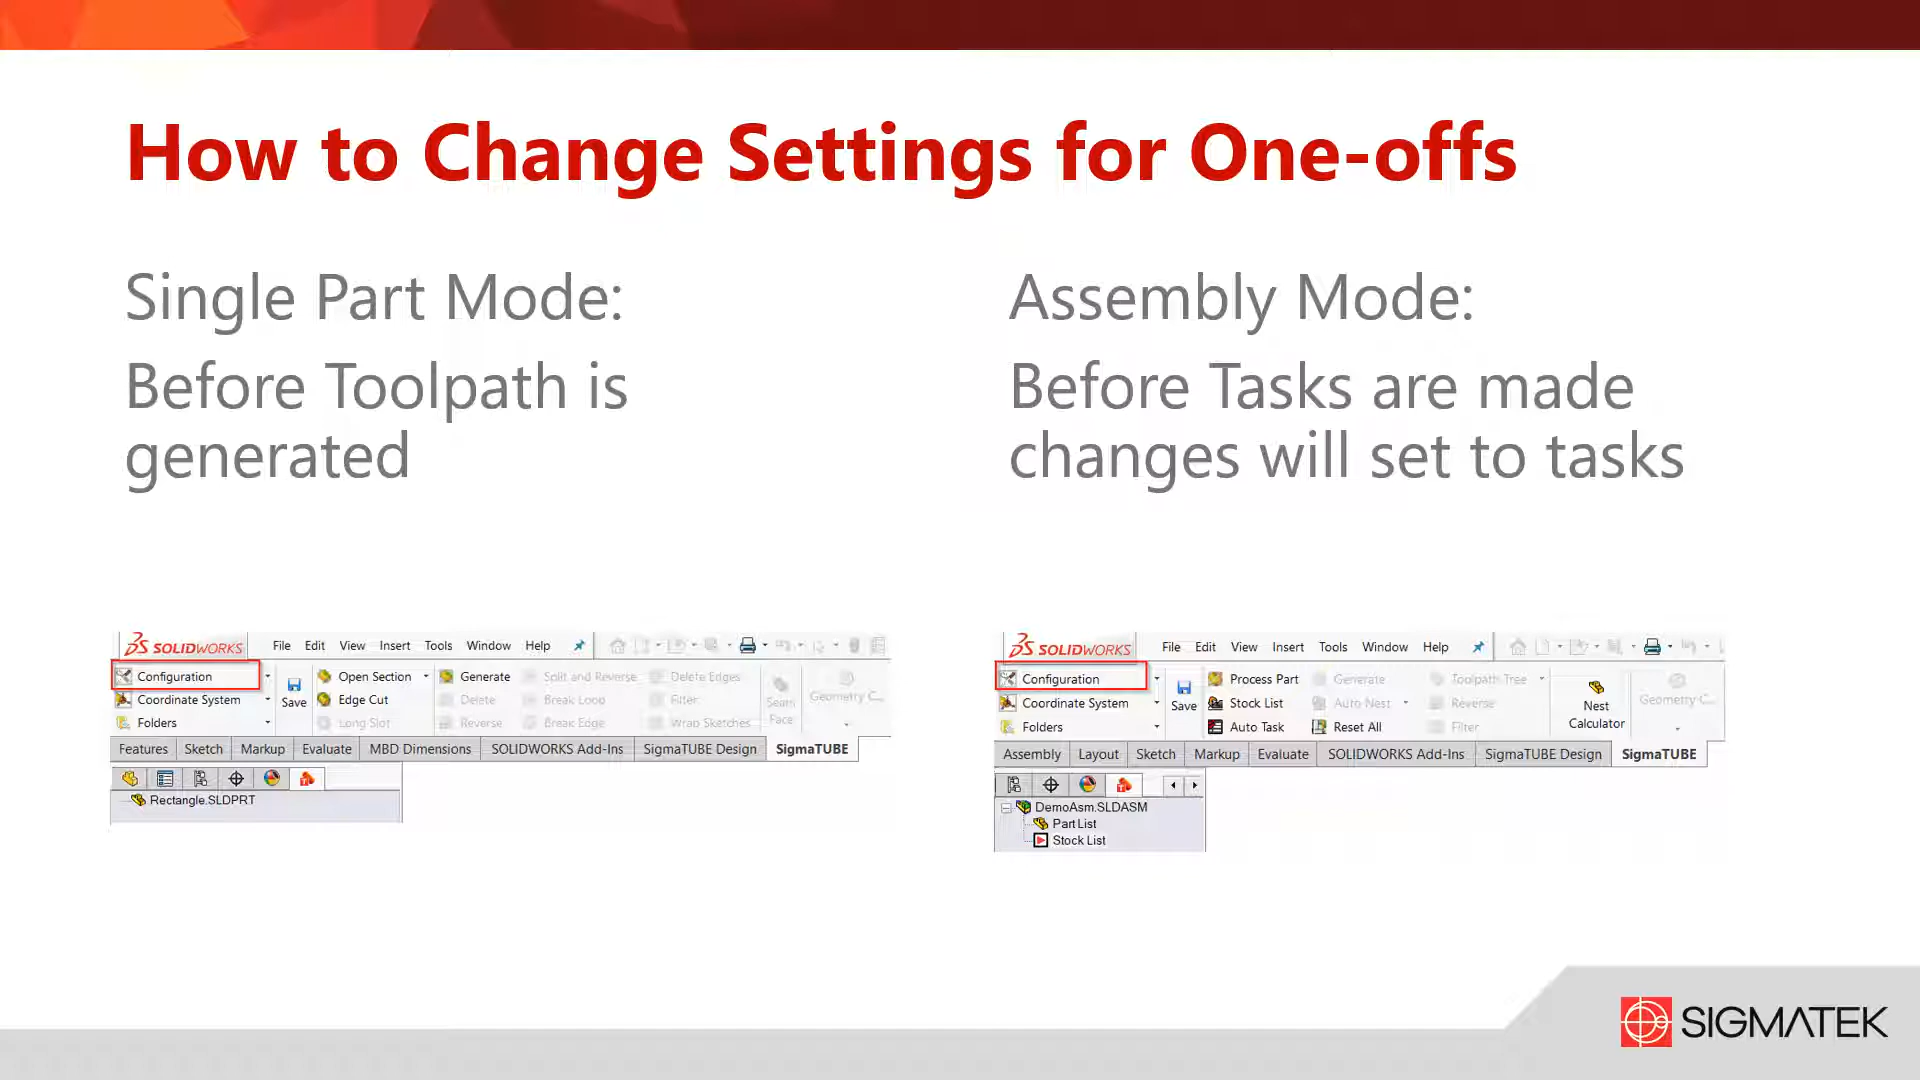 How to Change Settings for One-offs
Single Part Mode:
Before Toolpath is
generated
Assembly Mode:
Before Tasks are made
changes will set to tasks
SOLIDWORKS File Edit View Insert Tools Window Help
Configuration Open Section Generate Split and Reverse Delete Edges
Coordinate System Save Edge Cut Delete Break Loop Filter Seam Face Geometry C...
Folders Long Slot Reverse Break Edge Wrap Sketches
Features Sketch Markup Evaluate MBD Dimensions SOLIDWORKS Add-Ins SigmaTUBE Design SigmaTUBE
Rectangle.SLDPRT
SOLIDWORKS File Edit View Insert Tools Window Help
Configuration Process Part Generate Toolpath Tree
Coordinate System Save Stock List Auto Nest Reverse Nest Calculator Geometry C...
Folders Auto Task Reset All Filter
Assembly Layout Sketch Markup Evaluate SOLIDWORKS Add-Ins SigmaTUBE Design SigmaTUBE
DemoAsm.SLDASM
Part List
Stock List
SIGMATEK